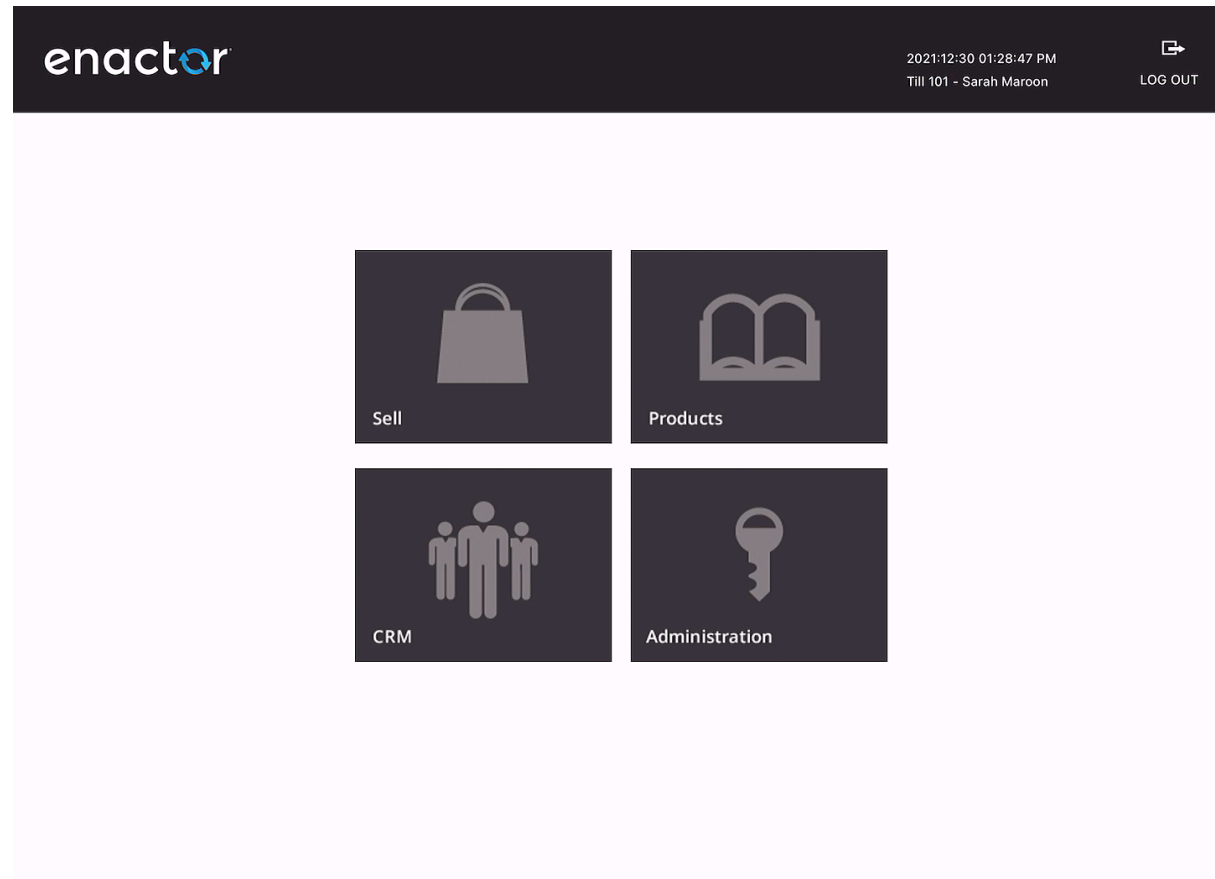 enactor
2021:12:30 01:28:47 PM
Till 101 - Sarah Maroon
LOG OUT
Sell
Products
CRM
Administration